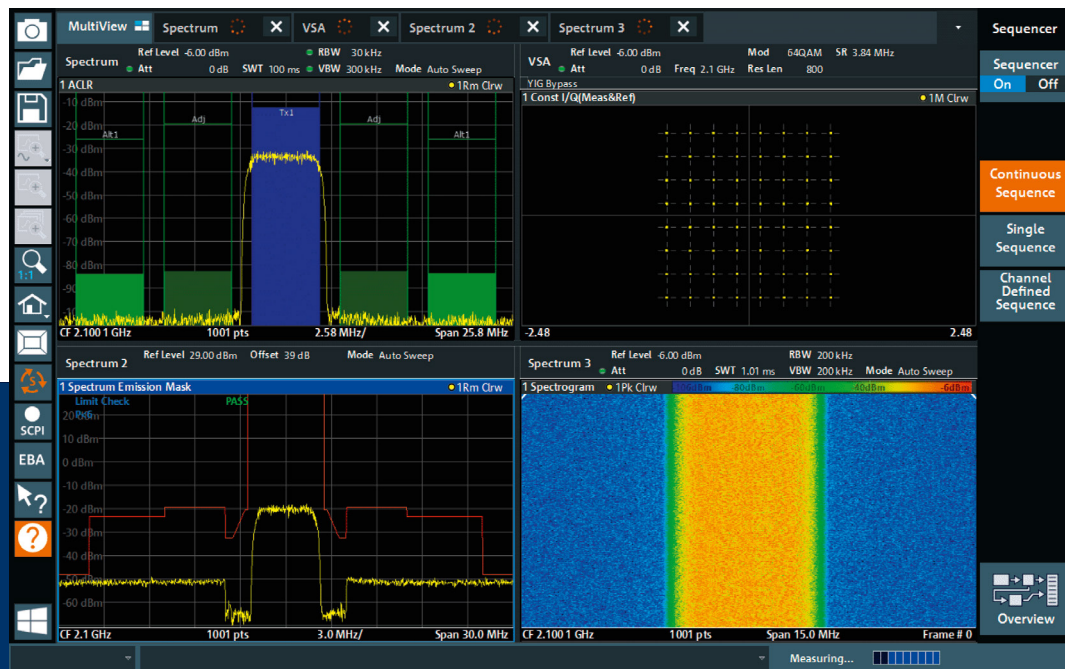 MultiView Spectrum VSA Spectrum 2 Spectrum 3
Sequencer
Sequencer
On Off
Continuous
Sequence
Single
Sequence
Channel
Defined
Sequence
Overview
1:1
SCPI
EBA
Spectrum
Ref Level -6.00 dBm RBW 30 kHz
Att 0 dB SWT 100 ms VBW 300 kHz Mode Auto Sweep
1 ACLR 1Rm Clrw
-10 dBm
-20 dBm
-30 dBm
-40 dBm
-50 dBm
-60 dBm
-70 dBm
-80 dBm
-90
Alt1 Adj Tx1 Adj Alt1
CF 2.100 1 GHz 1001 pts 2.58 MHz/ Span 25.8 MHz
VSA
Ref Level -6.00 dBm Mod 64QAM SR 3.84 MHz
Att 0 dB Freq 2.1 GHz Res Len 800
YIG Bypass
1 Const I/Q(Meas&Ref) 1M Clrw
-2.48 2.48
Spectrum 2
Ref Level 29.00 dBm Offset 39 dB Mode Auto Sweep
1 Spectrum Emission Mask 1Rm Clrw
Limit Check PASS
20 dBm
10 dBm
0 dBm
-10 dBm
-20 dBm
-30 dBm
-40 dBm
-60 dBm
CF 2.1 GHz 1001 pts 3.0 MHz/ Span 30.0 MHz
Spectrum 3
Ref Level -6.00 dBm RBW 200 kHz
Att 0 dB SWT 1.01 ms VBW 200 kHz Mode Auto Sweep
1 Spectrogram 1Pk Clrw -106dBm -80dBm -60dBm -40dBm -6dBm
CF 2.100 1 GHz 1001 pts Span 15.0 MHz Frame # 0
Measuring...